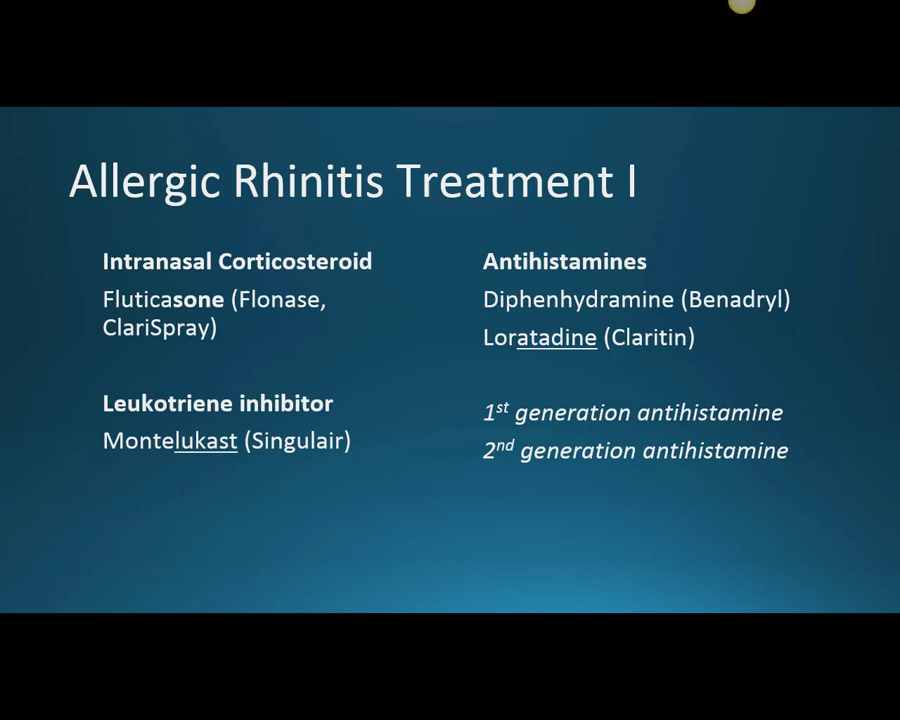 Allergic Rhinitis Treatment I
Intranasal Corticosteroid
Fluticasone (Flonase,
ClariSpray)
Leukotriene inhibitor
Montelukast (Singulair)
Antihistamines
Diphenhydramine (Benadryl)
Loratadine (Claritin)
1st generation antihistamine
2nd generation antihistamine